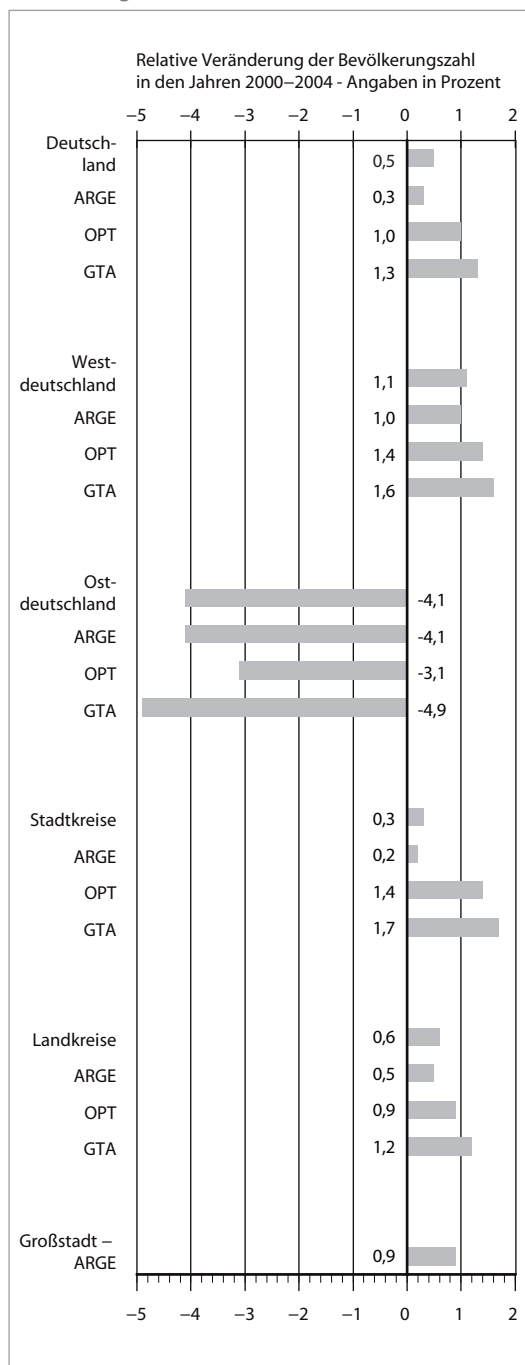 Relative Veränderung der Bevölkerungszahl
in den Jahren 2000–2004 - Angaben in Prozent
–5 –4 –3 –2 –1 0 1 2
Deutsch-
land 0,5
ARGE 0,3
OPT 1,0
GTA 1,3
West-
deutschland 1,1
ARGE 1,0
OPT 1,4
GTA 1,6
Ost-
deutschland -4,1
ARGE -4,1
OPT -3,1
GTA -4,9
Stadtkreise 0,3
ARGE 0,2
OPT 1,4
GTA 1,7
Landkreise 0,6
ARGE 0,5
OPT 0,9
GTA 1,2
Großstadt –
ARGE 0,9
–5 –4 –3 –2 –1 0 1 2